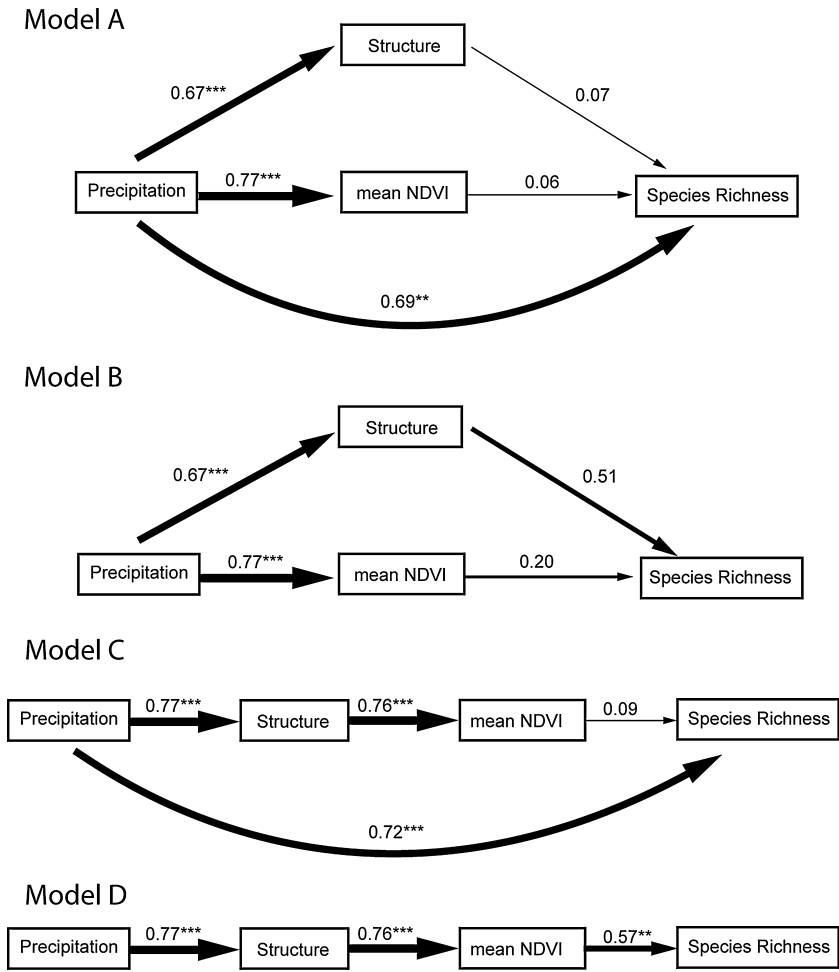 Model A
Structure
0.67***
0.07
Precipitation
0.77***
mean NDVI
0.06
Species Richness
0.69**
Model B
Structure
0.67***
0.51
Precipitation
0.77***
mean NDVI
0.20
Species Richness
Model C
Precipitation
0.77***
Structure
0.76***
mean NDVI
0.09
Species Richness
0.72***
Model D
Precipitation
0.77***
Structure
0.76***
mean NDVI
0.57**
Species Richness